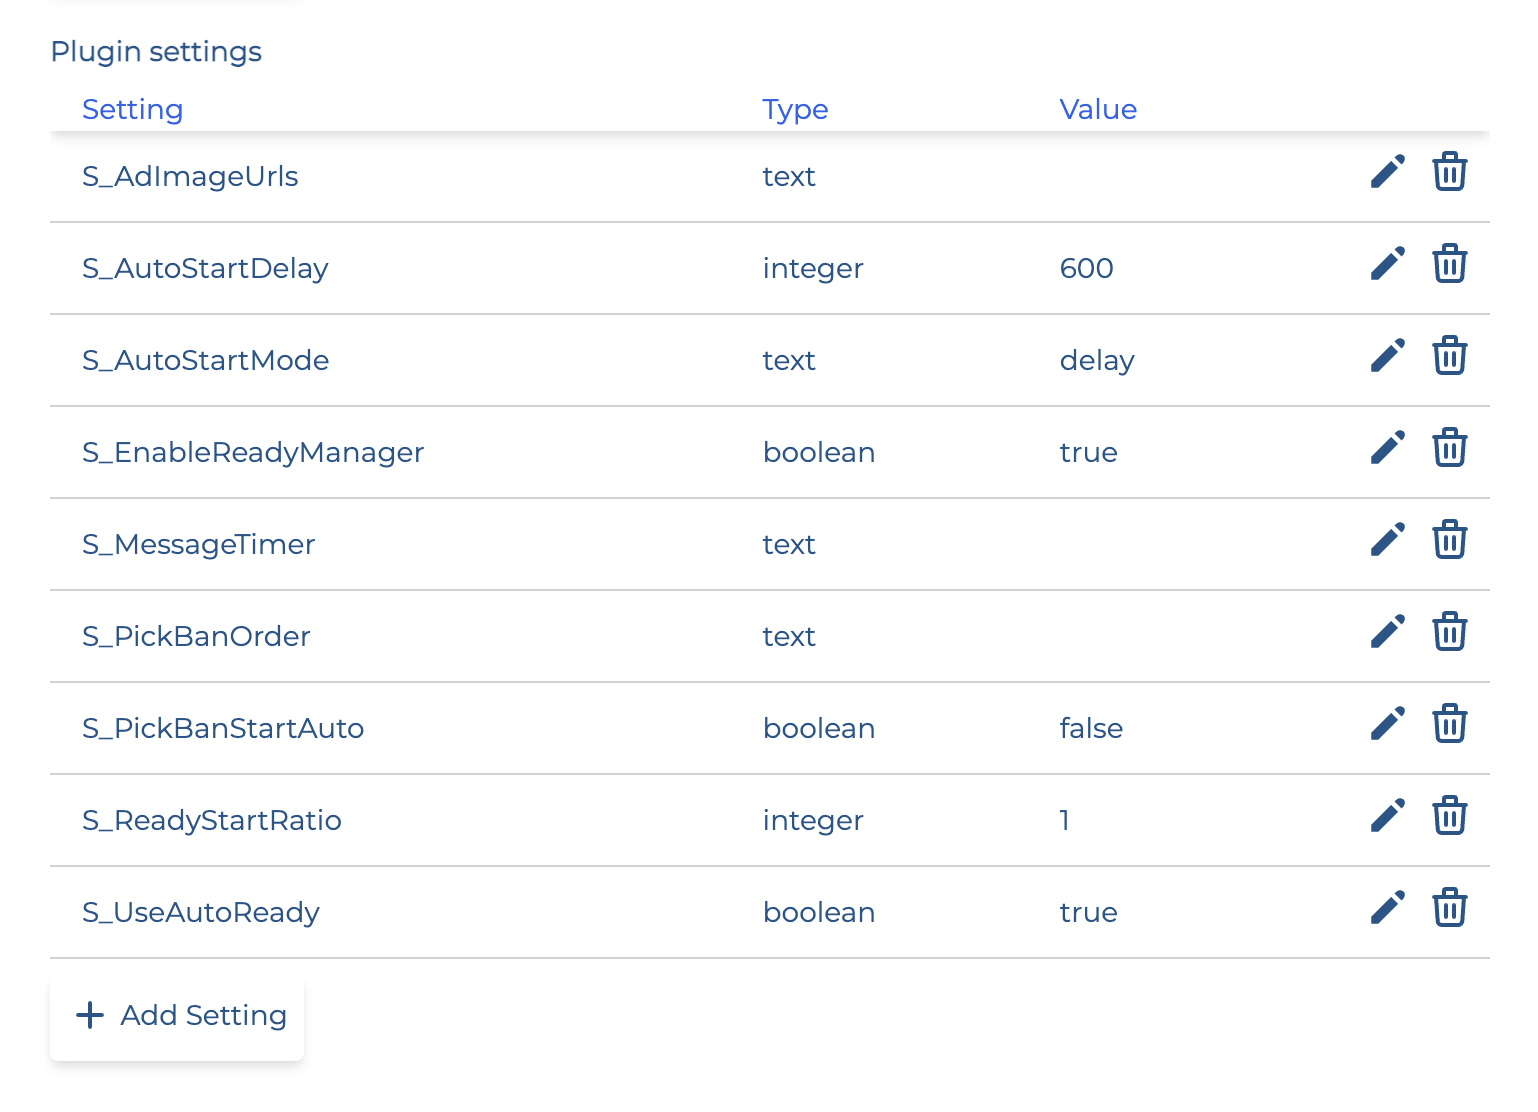 Plugin settings
Setting Type Value
S_AdImageUrls text
S_AutoStartDelay integer 600
S_AutoStartMode text delay
S_EnableReadyManager boolean true
S_MessageTimer text
S_PickBanOrder text
S_PickBanStartAuto boolean false
S_ReadyStartRatio integer 1
S_UseAutoReady boolean true
+ Add Setting